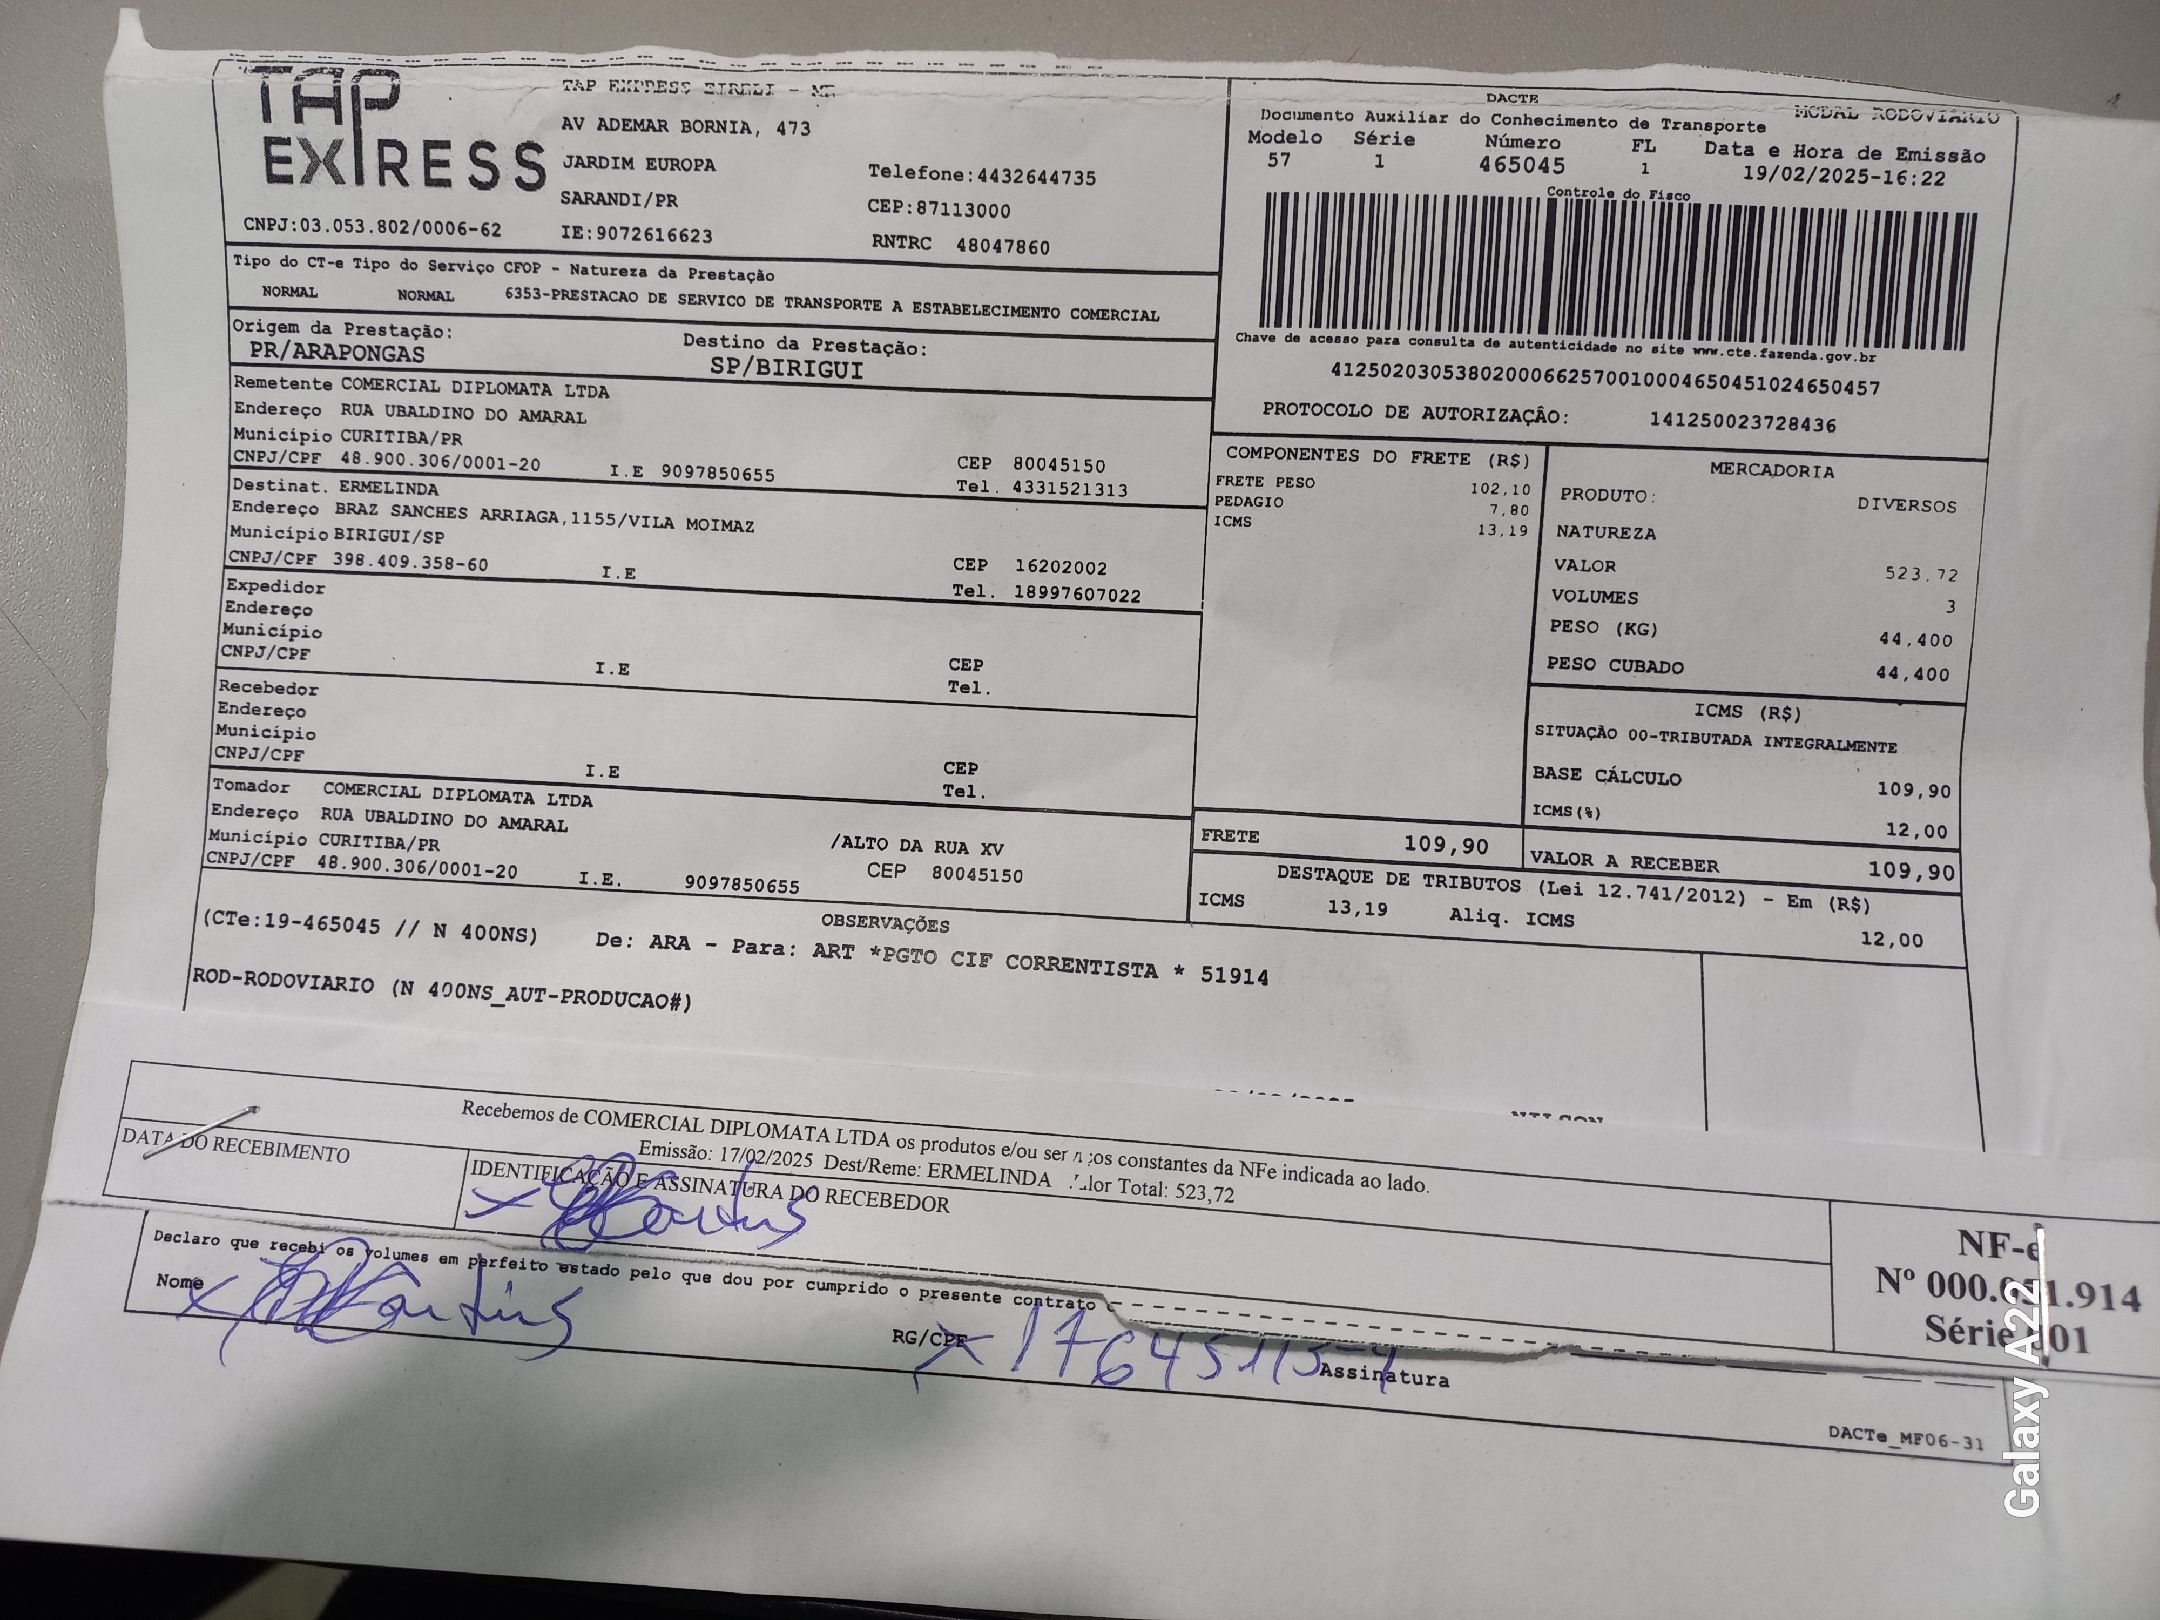 TAP
EXPRESS
CNPJ:03.053.802/0006-62
TAP EXPRESS EIRELI - ME
AV ADEMAR BORNIA, 473
JARDIM EUROPA
SARANDI/PR
IE:9072616623
Telefone:4432644735
CEP:87113000
RNTRC 48047860
DACTE
MODAL RODOVIÁRIO
Documento Auxiliar do Conhecimento de Transporte
Modelo Série Número FL Data e Hora de Emissão
57 1 465045 1 19/02/2025-16:22
Controle do Fisco
Chave de acesso para consulta de autenticidade no site www.cte.fazenda.gov.br
41250203053802000662570010004650451024650457
PROTOCOLO DE AUTORIZAÇÃO: 141250023728436
Tipo do CT-e Tipo do Serviço CFOP - Natureza da Prestação
NORMAL NORMAL 6353-PRESTACAO DE SERVICO DE TRANSPORTE A ESTABELECIMENTO COMERCIAL
Origem da Prestação: Destino da Prestação:
PR/ARAPONGAS SP/BIRIGUI
Remetente COMERCIAL DIPLOMATA LTDA
Endereço RUA UBALDINO DO AMARAL
Município CURITIBA/PR CEP 80045150
CNPJ/CPF 48.900.306/0001-20 I.E 9097850655 Tel. 4331521313
Destinat. ERMELINDA
Endereço BRAZ SANCHES ARRIAGA,1155/VILA MOIMAZ
Município BIRIGUI/SP CEP 16202002
CNPJ/CPF 398.409.358-60 I.E Tel. 18997607022
Expedidor
Endereço
Município CEP
CNPJ/CPF I.E Tel.
Recebedor
Endereço
Município CEP
CNPJ/CPF I.E Tel.
Tomador COMERCIAL DIPLOMATA LTDA
Endereço RUA UBALDINO DO AMARAL /ALTO DA RUA XV
Município CURITIBA/PR CEP 80045150
CNPJ/CPF 48.900.306/0001-20 I.E. 9097850655
COMPONENTES DO FRETE (R$)
FRETE PESO 102,10
PEDAGIO 7,80
ICMS 13,19
MERCADORIA
PRODUTO: DIVERSOS
NATUREZA
VALOR 523,72
VOLUMES 3
PESO (KG) 44,400
PESO CUBADO 44,400
ICMS (R$)
SITUAÇÃO 00-TRIBUTADA INTEGRALMENTE
BASE CÁLCULO 109,90
ICMS(%) 12,00
FRETE 109,90 VALOR A RECEBER 109,90
DESTAQUE DE TRIBUTOS (Lei 12.741/2012) - Em (R$)
ICMS 13,19 Aliq. ICMS 12,00
OBSERVAÇÕES
(CTe:19-465045 // N 400NS) De: ARA - Para: ART *PGTO CIF CORRENTISTA * 51914
ROD-RODOVIARIO (N 400NS_AUT-PRODUCAO#)
Recebemos de COMERCIAL DIPLOMATA LTDA os produtos e/ou constantes da NFe indicada ao lado.
Emissão: 17/02/2025 Dest/Reme: ERMELINDA Valor Total: 523,72
DATA DO RECEBIMENTO
IDENTIFICAÇÃO E ASSINATURA DO RECEBEDOR
NF-e
Nº 000.051.914
Série 001
Declaro que recebi os volumes em perfeito estado pelo que dou por cumprido o presente contrato
Nome RG/CPF Assinatura
DACTe_MF06-31
Galaxy A22